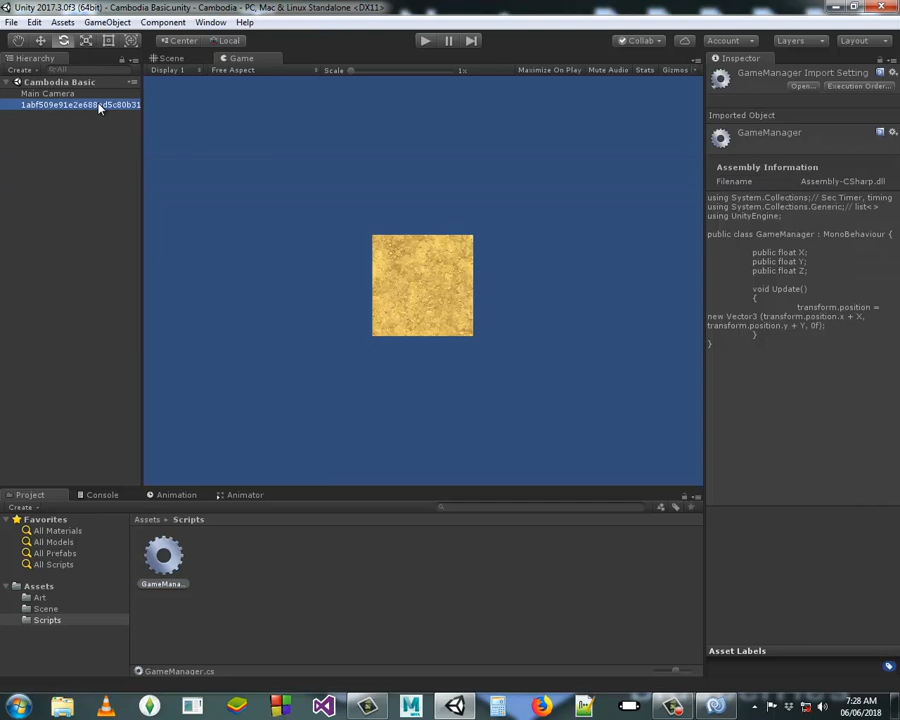 Unity 2017.3.0f3 (64bit) - Cambodia Basic.unity - Cambodia - PC, Mac & Linux Standalone <DX11>
File Edit Assets GameObject Component Window Help
Center Local Collab Account Layers Layout
Hierarchy
Scene Game
Inspector
Create All
Display 1 Free Aspect Scale 1x Maximize On Play Mute Audio Stats Gizmos
Cambodia Basic
Main Camera
GameManager Import Setting
Open... Execution Order...
Imported Object
GameManager
Assembly Information
Filename Assembly-CSharp.dll
using System.Collections;// Sec Timer, timing
using System.Collections.Generic;// list<>
using UnityEngine;
public class GameManager : MonoBehaviour {
public float X;
public float Y;
public float Z;
void Update()
{
transform.position =
new Vector3 (transform.position.x + X,
transform.position.y + Y, 0f);
}
}
Project Console Animation Animator
Create
Favorites
All Materials
All Models
All Prefabs
All Scripts
Assets
Art
Scene
Scripts
Assets Scripts
GameMana...
GameManager.cs
Asset Labels
7:28 AM
06/06/2018